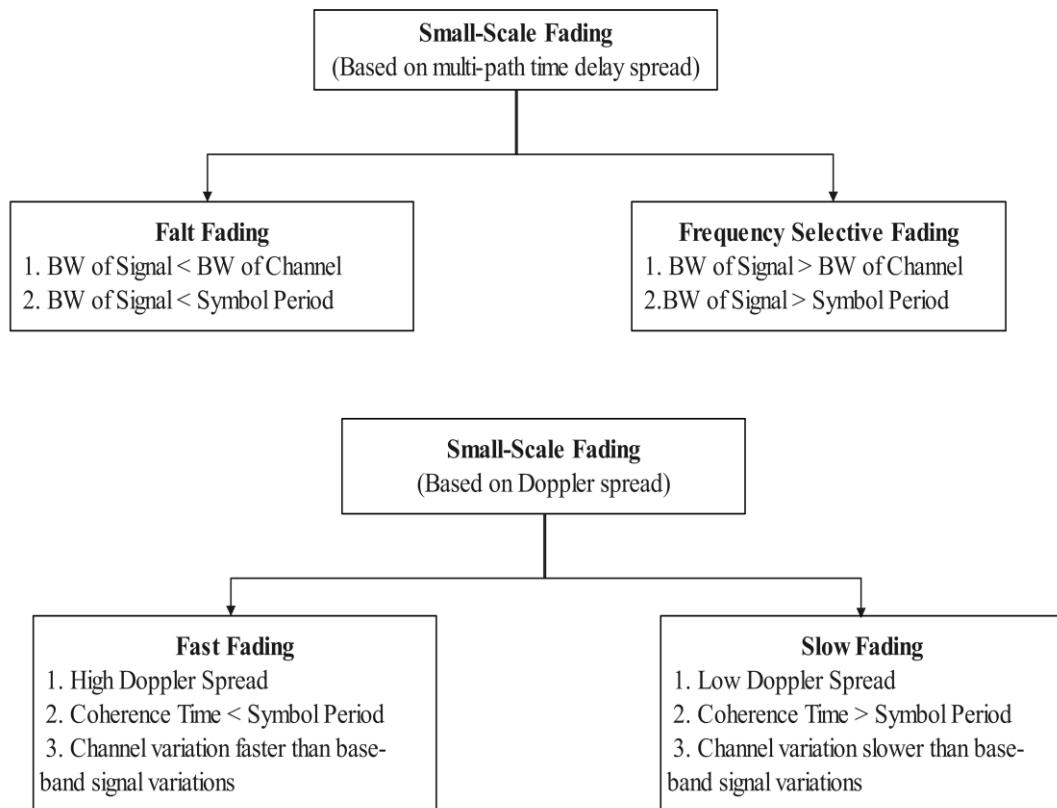 Small-Scale Fading
(Based on multi-path time delay spread)
Falt Fading
1. BW of Signal < BW of Channel
2. BW of Signal < Symbol Period
Frequency Selective Fading
1. BW of Signal > BW of Channel
2.BW of Signal > Symbol Period
Small-Scale Fading
(Based on Doppler spread)
Fast Fading
1. High Doppler Spread
2. Coherence Time < Symbol Period
3. Channel variation faster than base-
band signal variations
Slow Fading
1. Low Doppler Spread
2. Coherence Time > Symbol Period
3. Channel variation slower than base-
band signal variations